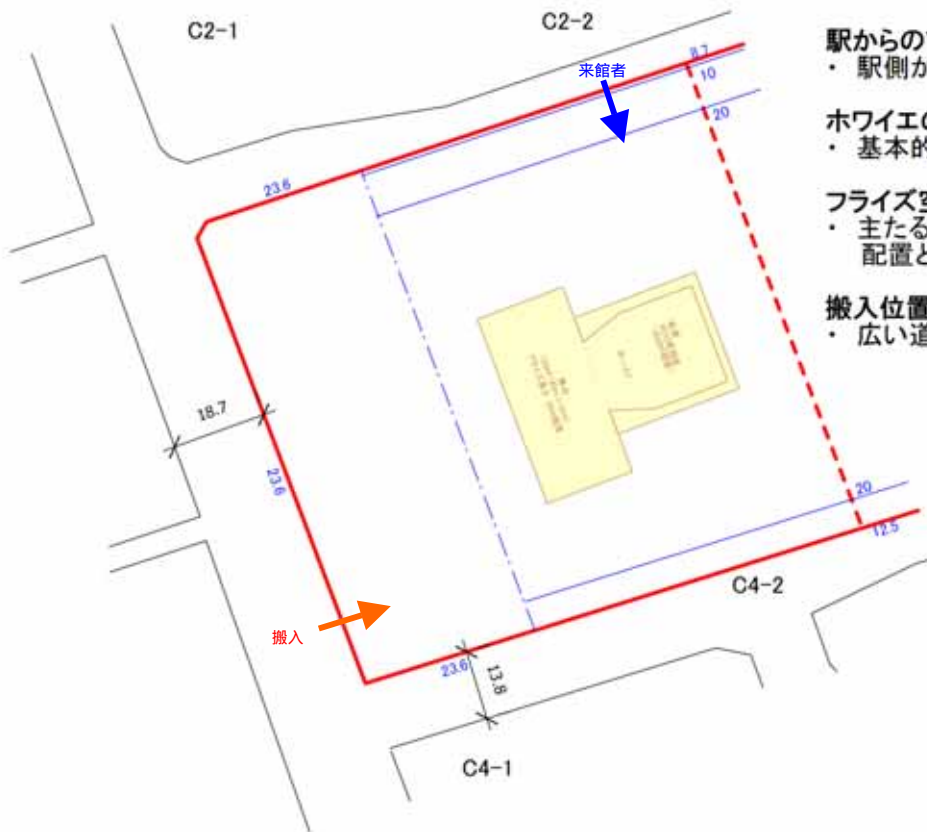 C2-1
C2-2
来館者
8.7
10
20
23.6
18.7
23.6
搬入
23.6
13.8
20
12.5
C4-2
C4-1
駅からの
・ 駅側か
ホワイエの
・ 基本的
フライズ
・ 主たる
配置と
搬入位置
・ 広い道